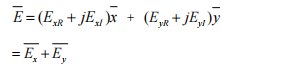 E̅ = (E_xR + jE_xI)x̅ + (E_yR + jE_yI)y̅
= E̅_x̅ + E̅_y̅